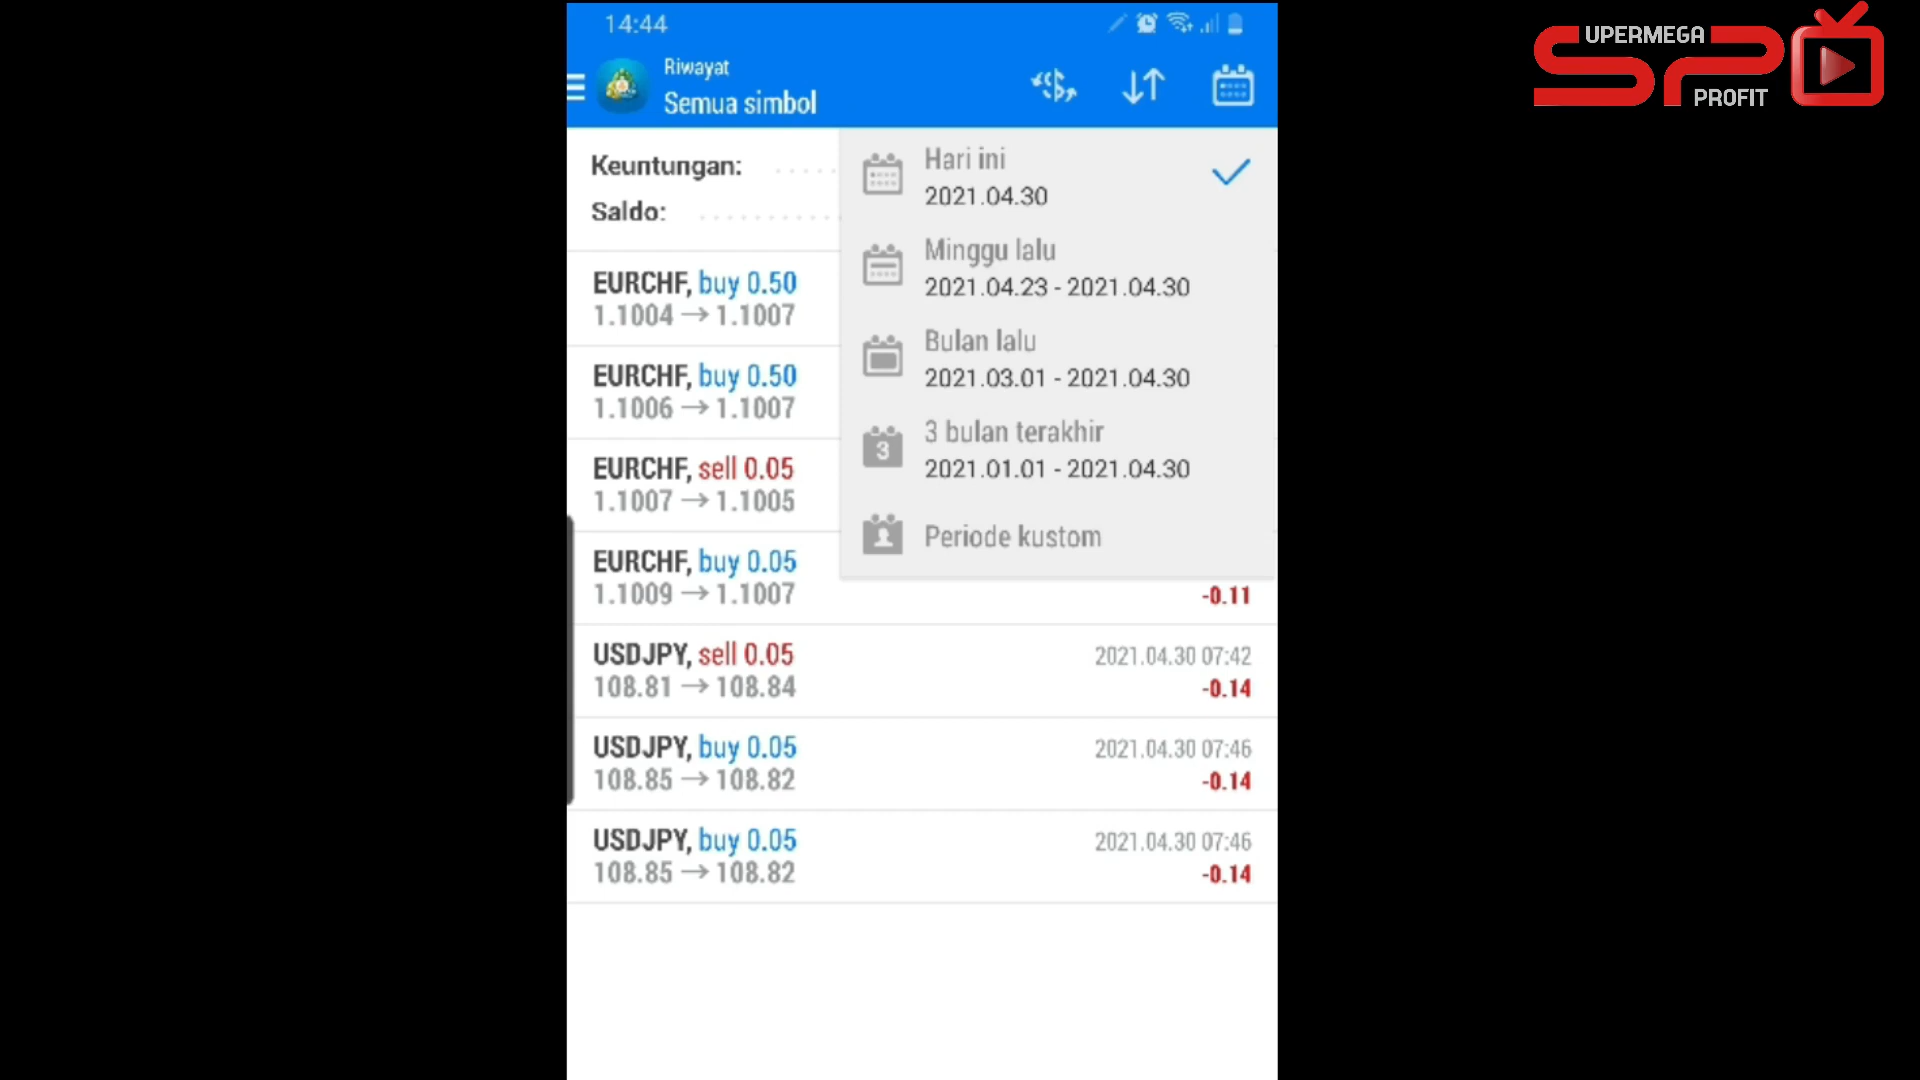 14:44
Riwayat
Semua simbol
UPERMEGA
SP
PROFIT
Keuntungan:
Saldo:
Hari ini
2021.04.30
Minggu lalu
2021.04.23 - 2021.04.30
Bulan lalu
2021.03.01 - 2021.04.30
3 bulan terakhir
3
2021.01.01 - 2021.04.30
Periode kustom
EURCHF, buy 0.50
1.1004 → 1.1007
EURCHF, buy 0.50
1.1006 → 1.1007
EURCHF, sell 0.05
1.1007 → 1.1005
EURCHF, buy 0.05
1.1009 → 1.1007
-0.11
USDJPY, sell 0.05
2021.04.30 07:42
108.81 → 108.84
-0.14
USDJPY, buy 0.05
2021.04.30 07:46
108.85 → 108.82
-0.14
USDJPY, buy 0.05
2021.04.30 07:46
108.85 → 108.82
-0.14